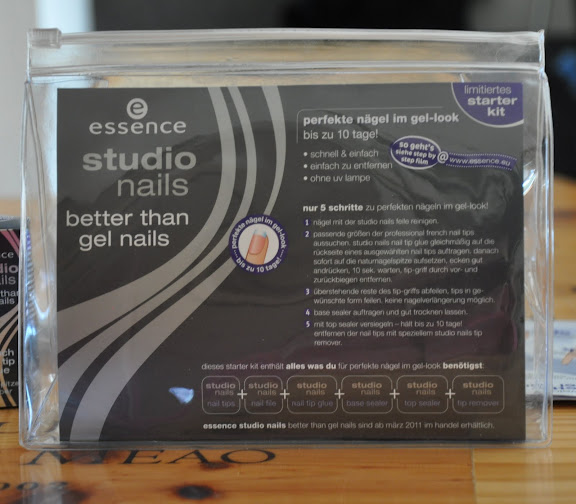 essence
studio
nails
better than
gel nails
perfekte nägel im gel-look
bis zu 10 tage!
limitiertes
starter
kit
perfekte nägel im gel-look
bis zu 10 tage!
• schnell & einfach
• einfach zu entfernen
• ohne uv lampe
so geht's
siehe step by
step film
@
www.essence.eu
nur 5 schritte zu perfekten nägeln im gel-look!
1 nägel mit der studio nails feile reinigen.
2 passende größen der professional french nail tips
aussuchen. studio nails nail tip glue gleichmäßig auf die
rückseite eines ausgewählten nail tips auftragen, danach
sofort auf die naturnagelspitze aufsetzen, ecken gut
andrücken, 10 sek. warten, tip-griff durch vor- und
zurückbiegen entfernen.
3 überstehende reste des tip-griffs abfeilen, tips in ge-
wünschte form feilen. keine nagelverlängerung möglich.
4 base sealer auftragen und gut trocknen lassen.
5 mit top sealer versiegeln – hält bis zu 10 tage!
entfernen der nail tips mit speziellem studio nails tip
remover.
dieses starter kit enthält alles was du für perfekte nägel im gel-look benötigst:
studio nails nail tips + studio nails nail file + studio nails nail tip glue + studio nails base sealer + studio nails top sealer + studio nails tip remover
essence studio nails better than gel nails sind ab märz 2011 im handel erhältlich.
MEAO